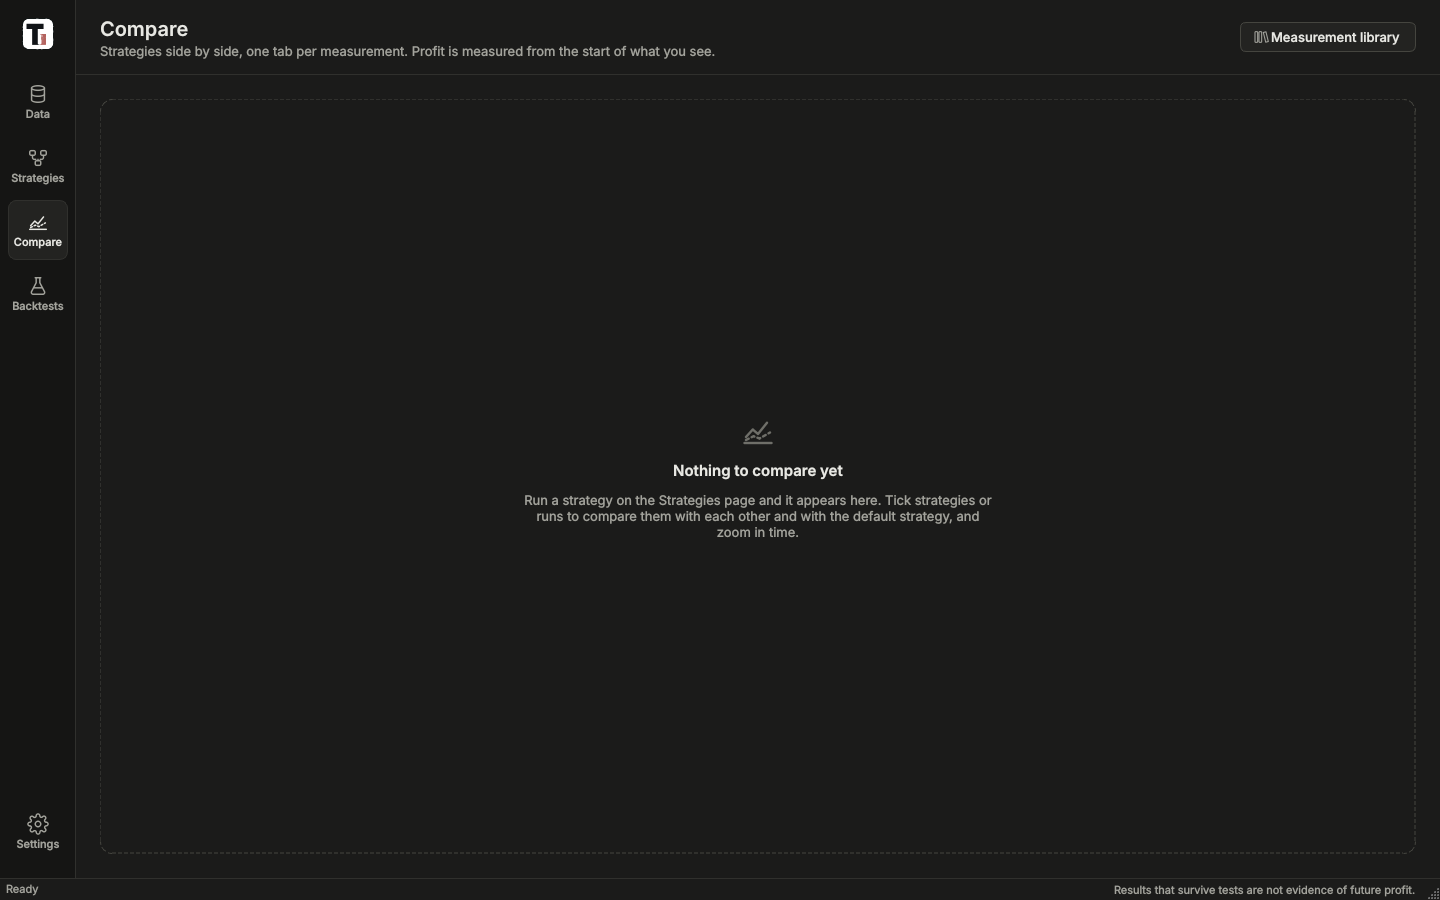 Compare
Strategies side by side, one tab per measurement. Profit is measured from the start of what you see.
Measurement library
Data
Strategies
Compare
Backtests
Nothing to compare yet
Run a strategy on the Strategies page and it appears here. Tick strategies or
runs to compare them with each other and with the default strategy, and
zoom in time.
Settings
Ready
Results that survive tests are not evidence of future profit.